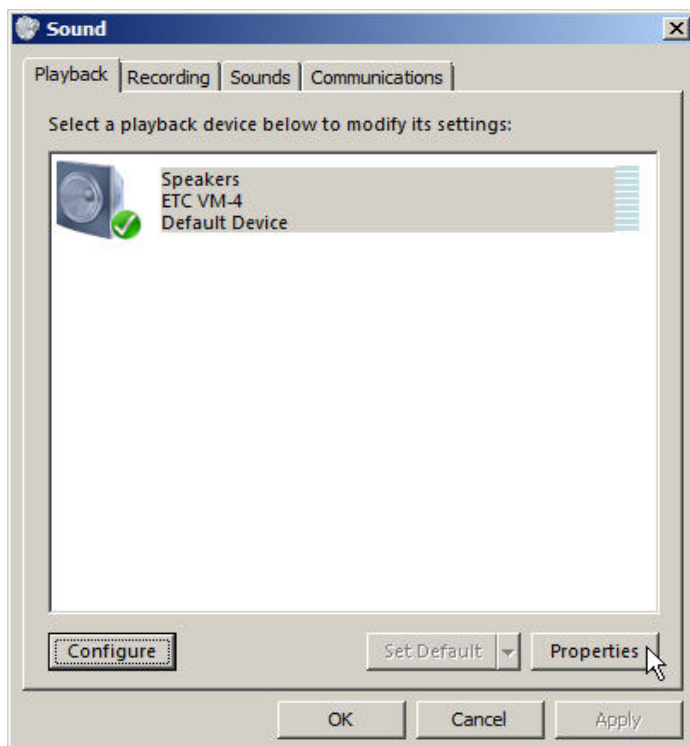 Sound
Playback Recording Sounds Communications
Select a playback device below to modify its settings:
Speakers
ETC VM-4
Default Device
Configure Set Default Properties
OK Cancel Apply